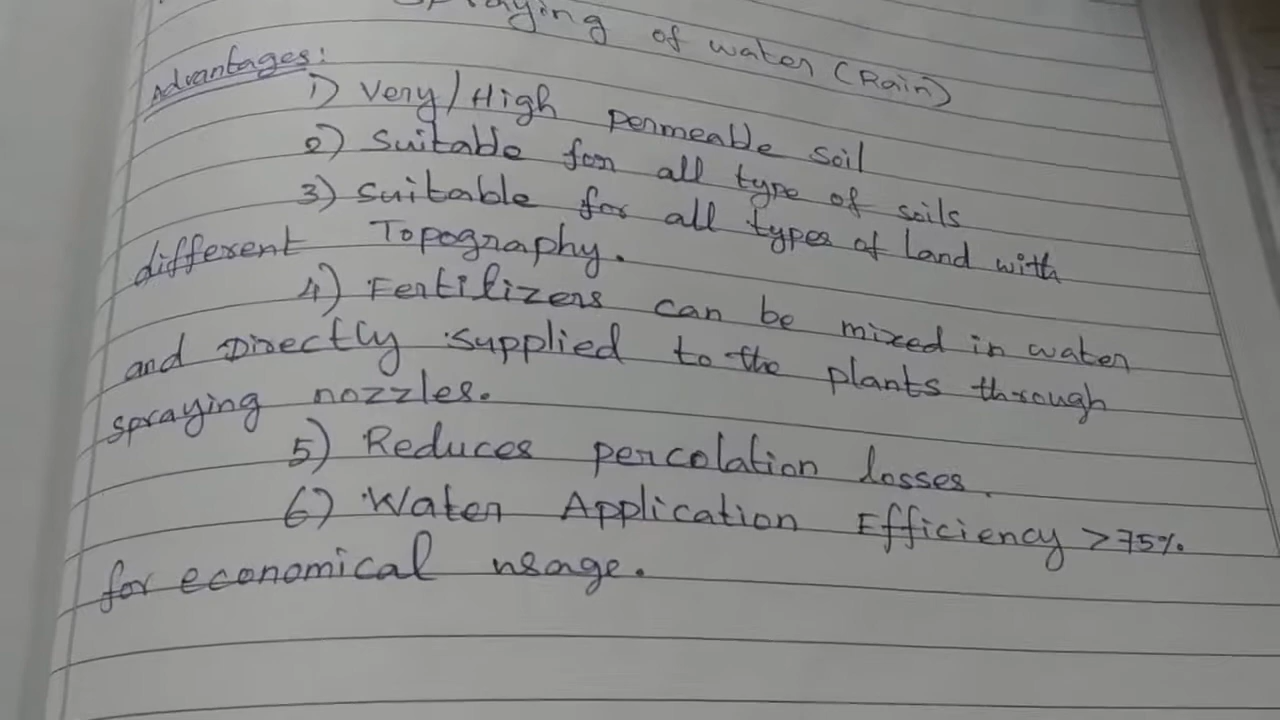 Spraying of water (Rain)
Advantages:
1) Very/High permeable soil
2) Suitable for all type of soils
3) Suitable for all types of land with
different Topography.
4) Fertilizers can be mixed in water
and Directly supplied to the plants through
spraying nozzles.
5) Reduces percolation losses.
6) Water Application Efficiency >75%.
for economical usage.